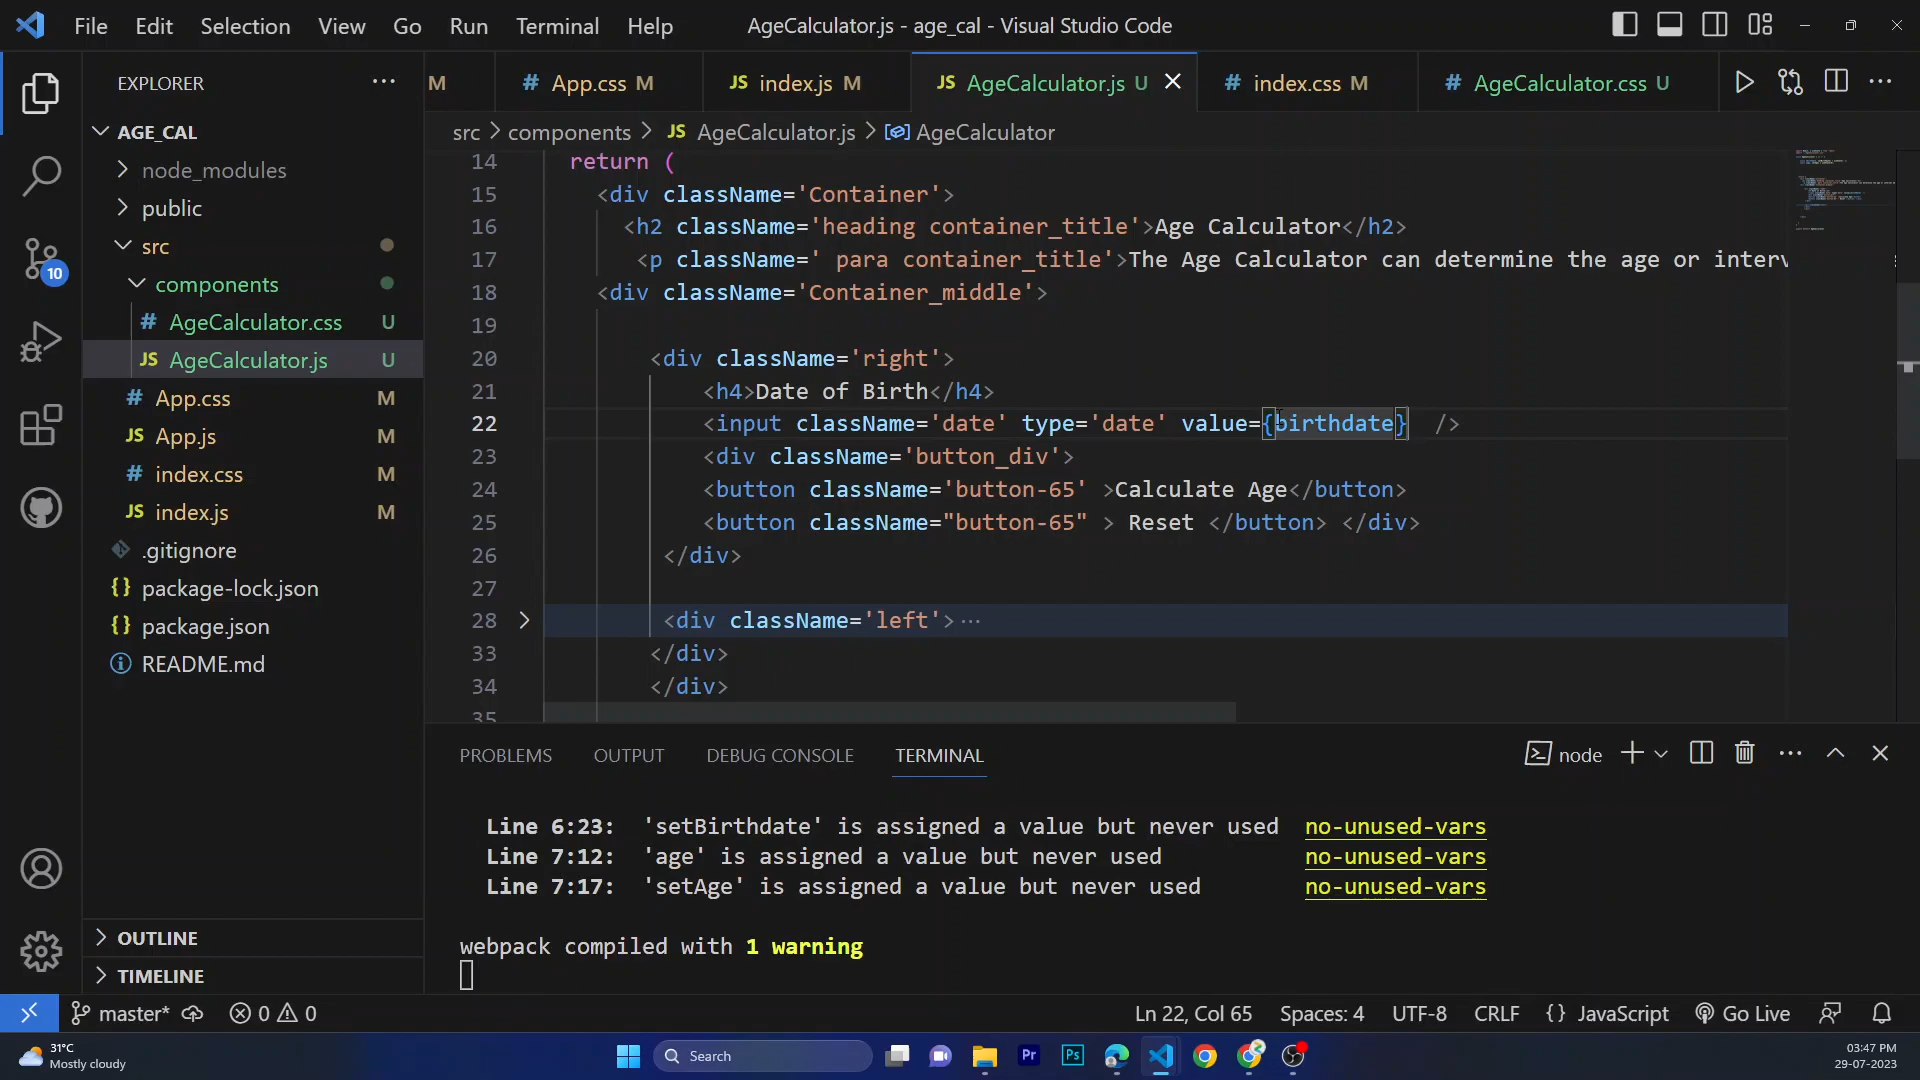 File Edit Selection View Go Run Terminal Help
AgeCalculator.js - age_cal - Visual Studio Code
EXPLORER ···
AGE_CAL
node_modules
public
src
components
# AgeCalculator.css U
JS AgeCalculator.js U
# App.css M
JS App.js M
# index.css M
JS index.js M
.gitignore
{} package-lock.json
{} package.json
README.md
OUTLINE
TIMELINE
10
M # App.css M JS index.js M JS AgeCalculator.js U # index.css M # AgeCalculator.css U
src > components > JS AgeCalculator.js > AgeCalculator
14 return (
15 <div className='Container'>
16 <h2 className='heading container_title'>Age Calculator</h2>
17 <p className=' para container_title'>The Age Calculator can determine the age or interv
18 <div className='Container_middle'>
19
20 <div className='right'>
21 <h4>Date of Birth</h4>
22 <input className='date' type='date' value={birthdate} />
23 <div className='button_div'>
24 <button className='button-65' >Calculate Age</button>
25 <button className="button-65" > Reset </button> </div>
26 </div>
27
28 <div className='left'>···
33 </div>
34 </div>
35
PROBLEMS OUTPUT DEBUG CONSOLE TERMINAL
node
Line 6:23: 'setBirthdate' is assigned a value but never used no-unused-vars
Line 7:12: 'age' is assigned a value but never used no-unused-vars
Line 7:17: 'setAge' is assigned a value but never used no-unused-vars
webpack compiled with 1 warning
master* 0 0
Ln 22, Col 65 Spaces: 4 UTF-8 CRLF {} JavaScript Go Live
31°C
Mostly cloudy
Search
Pr
Ps
03:47 PM
29-07-2023